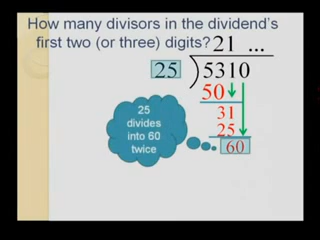 How many divisors in the dividend's
first two (or three) digits? 21 ...
25 5310
50
31
25
60
25
divides
into 60
twice